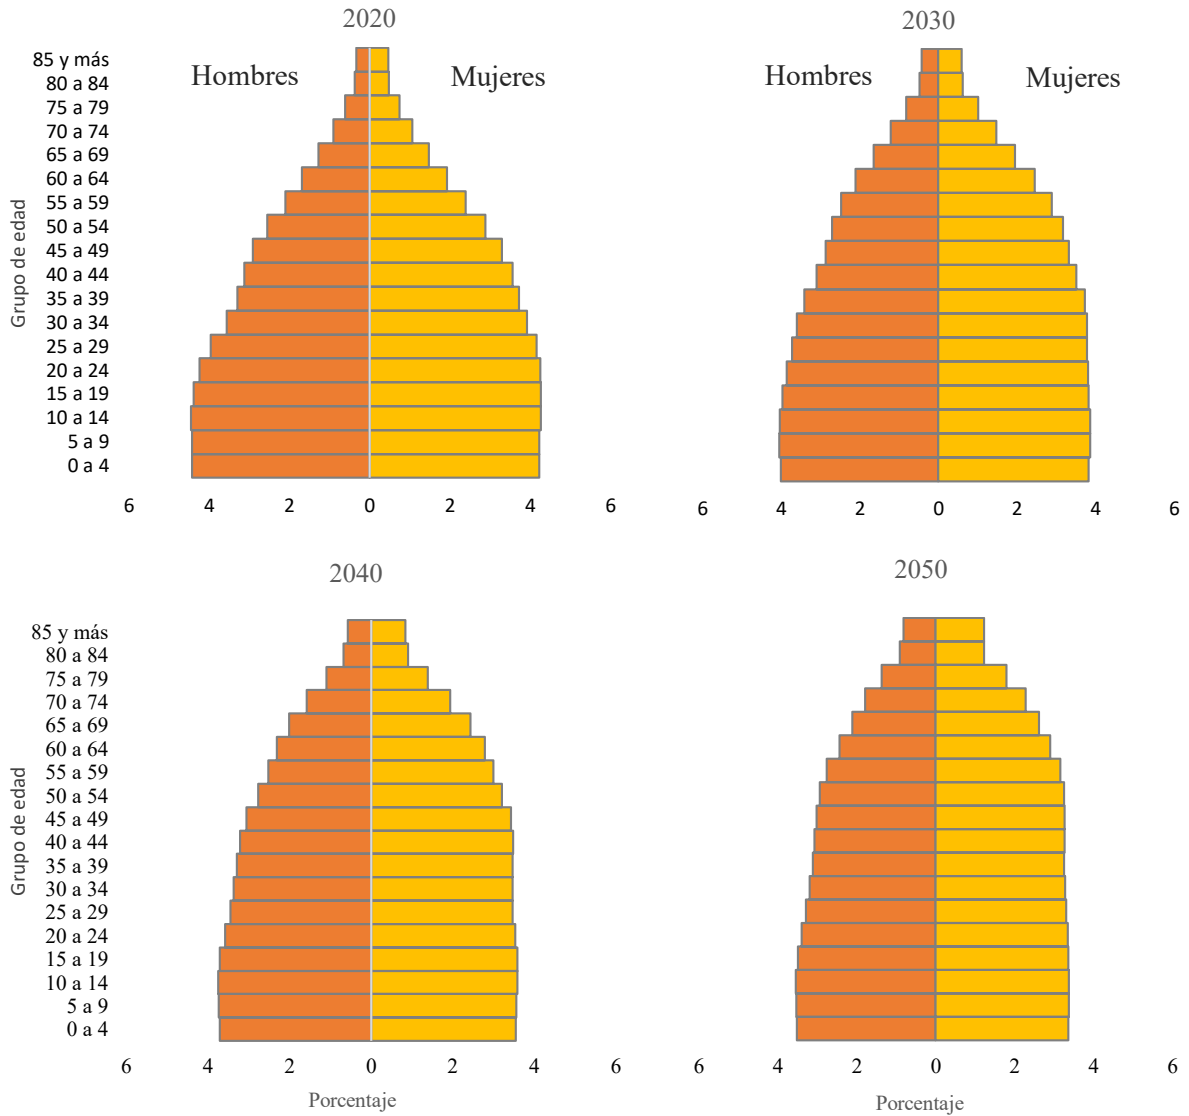 2020
Hombres
Mujeres
Grupo de edad
85 y más
80 a 84
75 a 79
70 a 74
65 a 69
60 a 64
55 a 59
50 a 54
45 a 49
40 a 44
35 a 39
30 a 34
25 a 29
20 a 24
15 a 19
10 a 14
5 a 9
0 a 4
6 4 2 0 2 4 6
2030
Hombres
Mujeres
6 4 2 0 2 4 6
2040
Grupo de edad
85 y más
80 a 84
75 a 79
70 a 74
65 a 69
60 a 64
55 a 59
50 a 54
45 a 49
40 a 44
35 a 39
30 a 34
25 a 29
20 a 24
15 a 19
10 a 14
5 a 9
0 a 4
6 4 2 0 2 4 6
Porcentaje
2050
6 4 2 0 2 4 6
Porcentaje